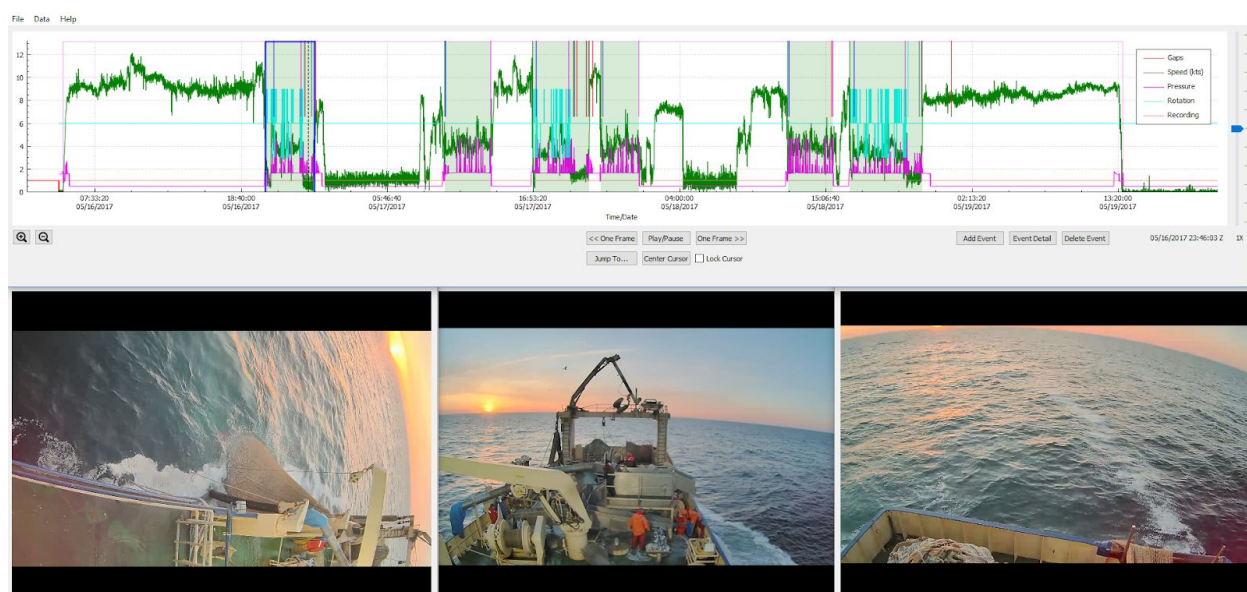 File Data Help
12
10
8
6
4
2
0
Gaps
Speed (kts)
Pressure
Rotation
Recording
07:33:20 18:40:00 05:46:40 16:53:20 04:00:00 15:06:40 02:13:20 13:20:00
05/16/2017 05/16/2017 05/17/2017 05/17/2017 05/18/2017 05/18/2017 05/19/2017 05/19/2017
Time/Date
<< One Frame Play/Pause One Frame >> Add Event Event Detail Delete Event 05/16/2017 23:46:03 Z 1X
Jump To... Center Cursor Lock Cursor